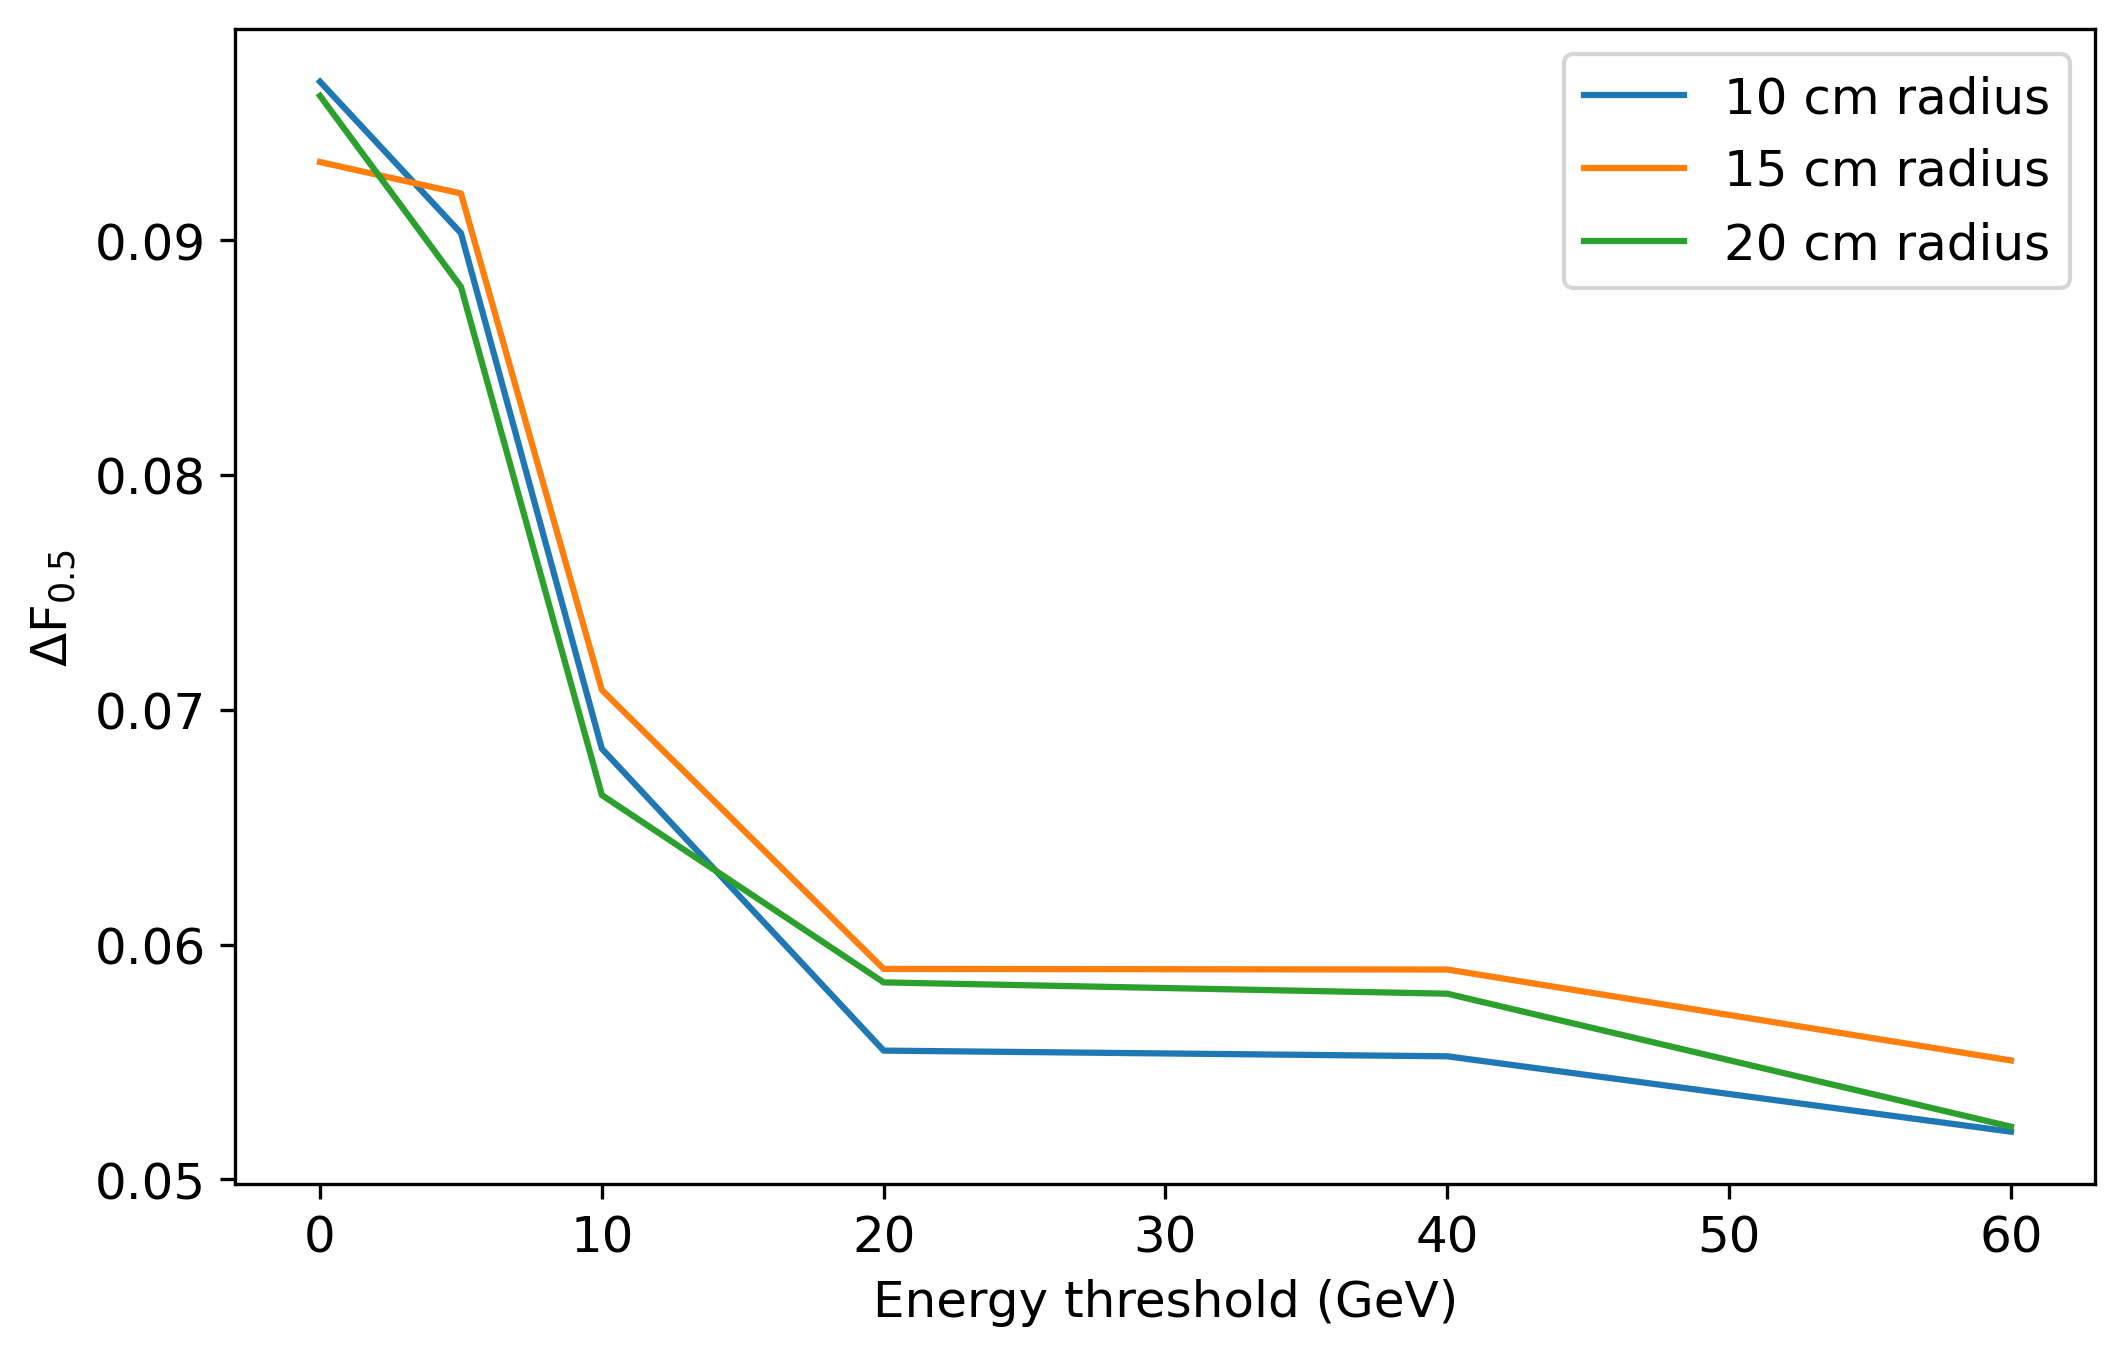 10 cm radius
15 cm radius
20 cm radius
0.09
0.08
0.07
0.06
0.05
ΔF0.5
0 10 20 30 40 50 60
Energy threshold (GeV)